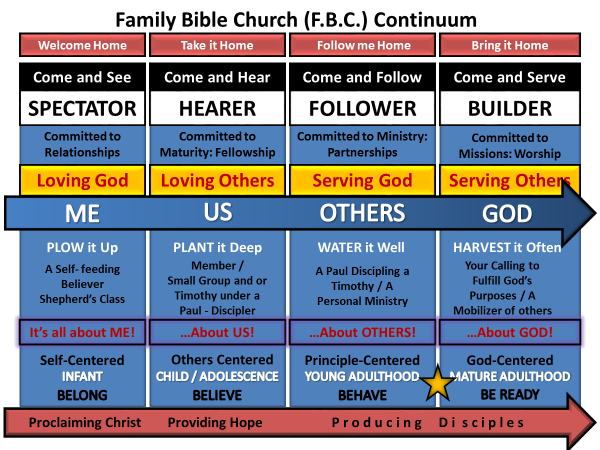 Family Bible Church (F.B.C.) Continuum
Welcome Home Take it Home Follow me Home Bring it Home
Come and See Come and Hear Come and Follow Come and Serve
SPECTATOR HEARER FOLLOWER BUILDER
Committed to
Relationships
Committed to
Maturity: Fellowship
Committed to Ministry:
Partnerships
Committed to
Missions: Worship
Loving God Loving Others Serving God Serving Others
ME US OTHERS GOD
PLOW it Up PLANT it Deep WATER it Well HARVEST it Often
A Self- feeding
Believer
Shepherd's Class
Member /
Small Group and or
Timothy under a
Paul - Discipler
A Paul Discipling a
Timothy / A
Personal Ministry
Your Calling to
Fulfill God's
Purposes / A
Mobilizer of others
It's all about ME! ...About US! ...About OTHERS! ...About GOD!
Self-Centered Others Centered Principle-Centered God-Centered
INFANT CHILD / ADOLESCENCE YOUNG ADULTHOOD MATURE ADULTHOOD
BELONG BELIEVE BEHAVE BE READY
Proclaiming Christ Providing Hope Producing Disciples